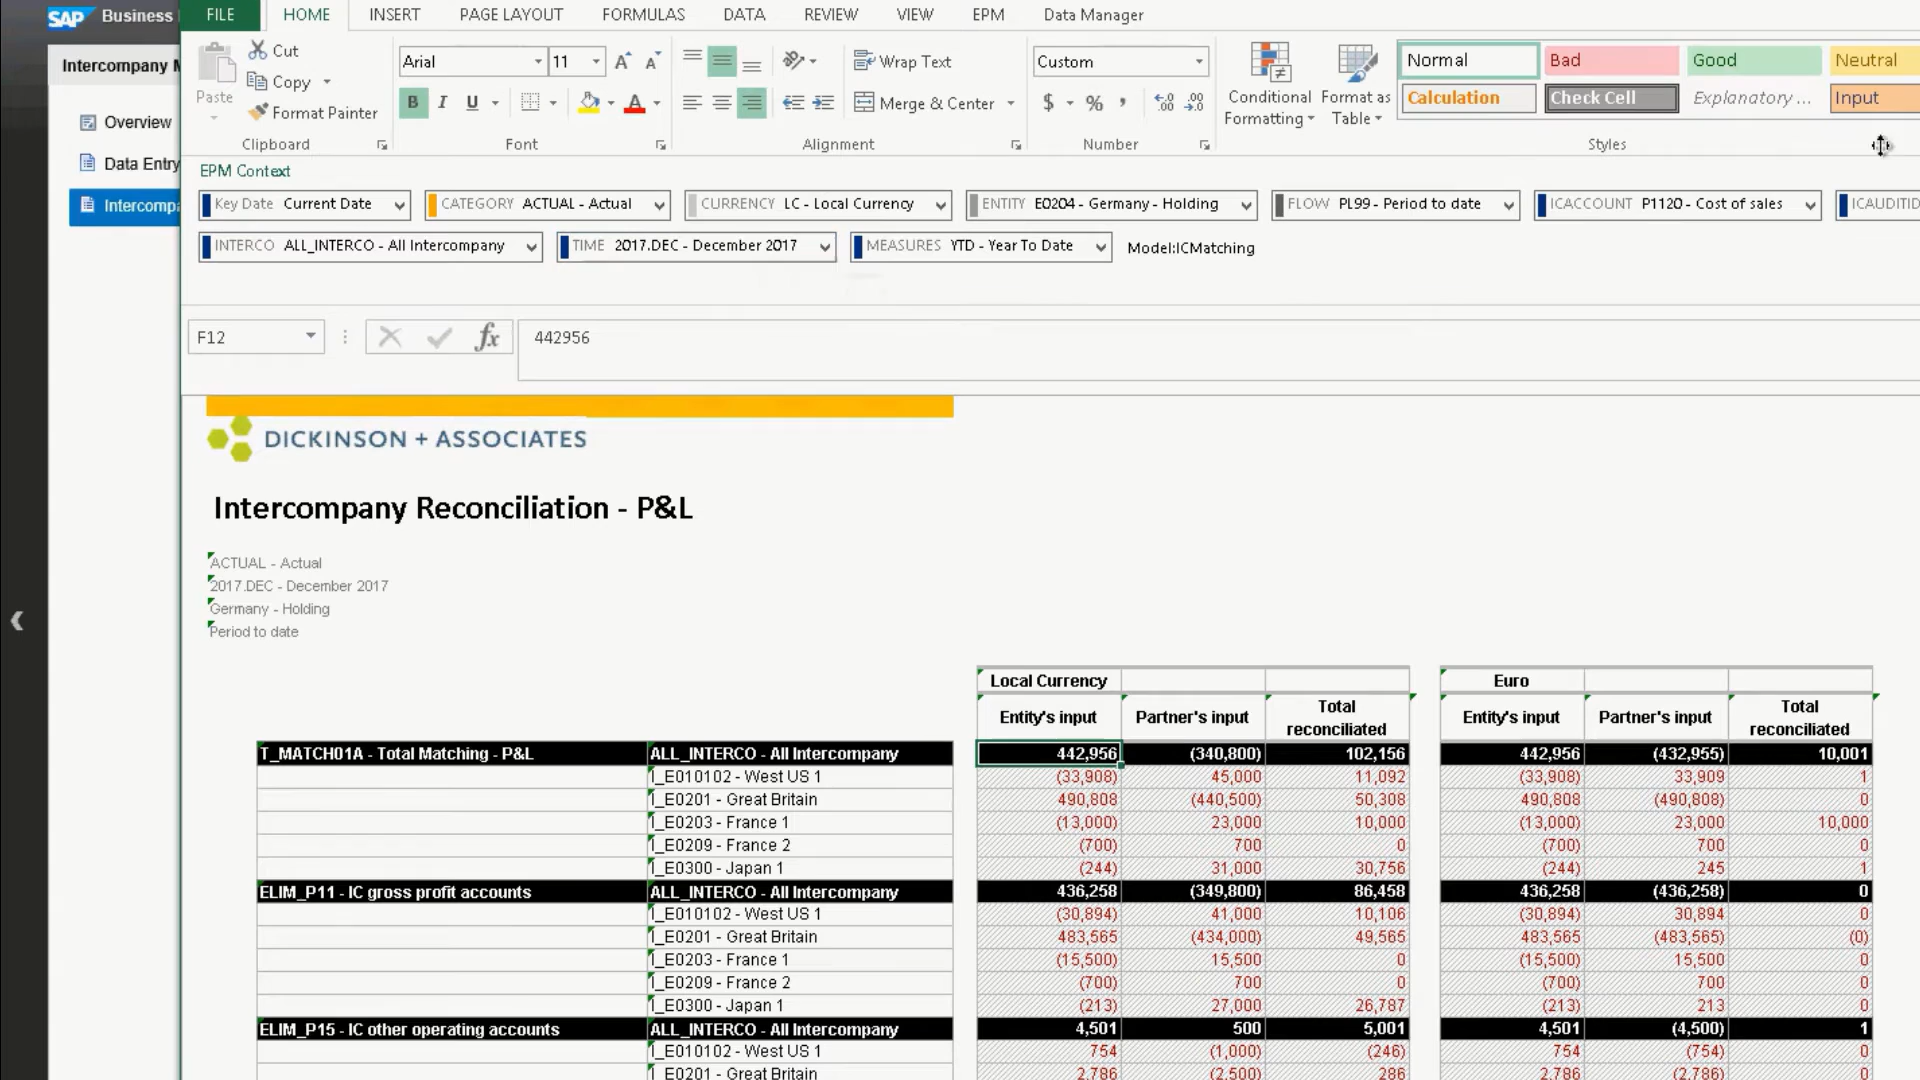 SAP Business
Intercompany M
Overview
Data Entry
Intercompa
FILE HOME INSERT PAGE LAYOUT FORMULAS DATA REVIEW VIEW EPM Data Manager
Paste
Cut
Copy
Format Painter
Clipboard
Arial 11
B I U
Font
Wrap Text
Merge & Center
Alignment
Custom
$ %
Number
Conditional Formatting
Format as Table
Normal Bad Good Neutral
Calculation Check Cell Explanatory ... Input
Styles
EPM Context
Key Date Current Date CATEGORY ACTUAL - Actual CURRENCY LC - Local Currency ENTITY E0204 - Germany - Holding FLOW PL99 - Period to date ICACCOUNT P1120 - Cost of sales ICAUDITID
INTERCO ALL_INTERCO - All Intercompany TIME 2017.DEC - December 2017 MEASURES YTD - Year To Date Model:ICMatching
F12 fx 442956
DICKINSON + ASSOCIATES
Intercompany Reconciliation - P&L
ACTUAL - Actual
2017.DEC - December 2017
Germany - Holding
Period to date
Local Currency Euro
Entity's input Partner's input Total reconciliated Entity's input Partner's input Total reconciliated
T_MATCH01A - Total Matching - P&L ALL_INTERCO - All Intercompany 442,956 (340,800) 102,156 442,956 (432,955) 10,001
I_E010102 - West US 1 (33,908) 45,000 11,092 (33,908) 33,909 1
I_E0201 - Great Britain 490,808 (440,500) 50,308 490,808 (490,808) 0
I_E0203 - France 1 (13,000) 23,000 10,000 (13,000) 23,000 10,000
I_E0209 - France 2 (700) 700 0 (700) 700 0
I_E0300 - Japan 1 (244) 31,000 30,756 (244) 245 1
ELIM_P11 - IC gross profit accounts ALL_INTERCO - All Intercompany 436,258 (349,800) 86,458 436,258 (436,258) 0
I_E010102 - West US 1 (30,894) 41,000 10,106 (30,894) 30,894 0
I_E0201 - Great Britain 483,565 (434,000) 49,565 483,565 (483,565) (0)
I_E0203 - France 1 (15,500) 15,500 0 (15,500) 15,500 0
I_E0209 - France 2 (700) 700 0 (700) 700 0
I_E0300 - Japan 1 (213) 27,000 26,787 (213) 213 0
ELIM_P15 - IC other operating accounts ALL_INTERCO - All Intercompany 4,501 500 5,001 4,501 (4,500) 1
I_E010102 - West US 1 754 (1,000) (246) 754 (754) 0
I_E0201 - Great Britain 2,786 (2,500) 286 2,786 (2,786) 0